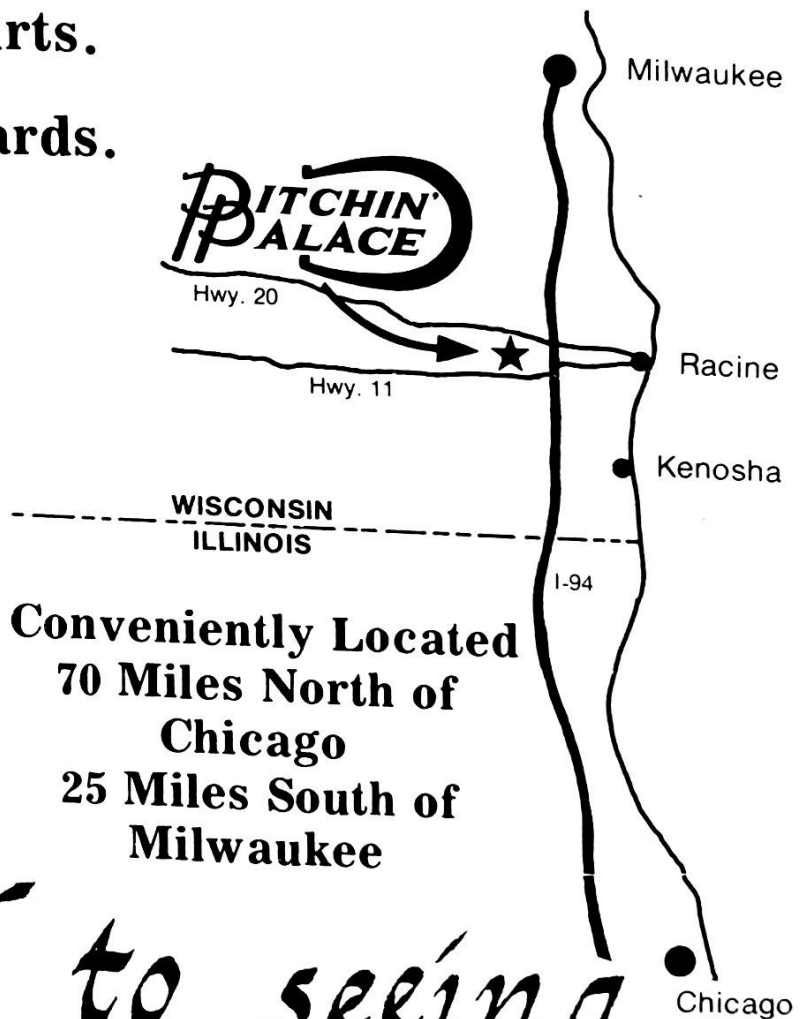 rts.
Milwaukee
ards.
PITCHIN'
PALACE
Hwy. 20
Racine
Hwy. 11
Kenosha
WISCONSIN
ILLINOIS
I-94
Conveniently Located
70 Miles North of
Chicago
25 Miles South of
Milwaukee
to seeing
Chicago